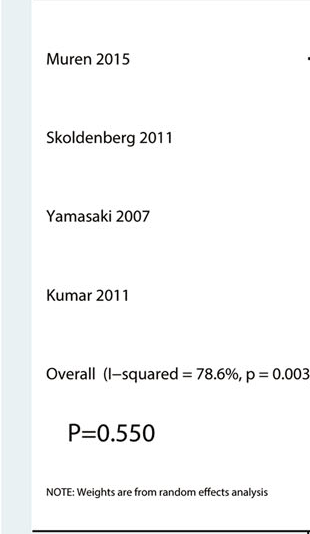 Muren 2015
Skoldenberg 2011
Yamasaki 2007
Kumar 2011
Overall (I−squared = 78.6%, p = 0.003
P=0.550
NOTE: Weights are from random effects analysis